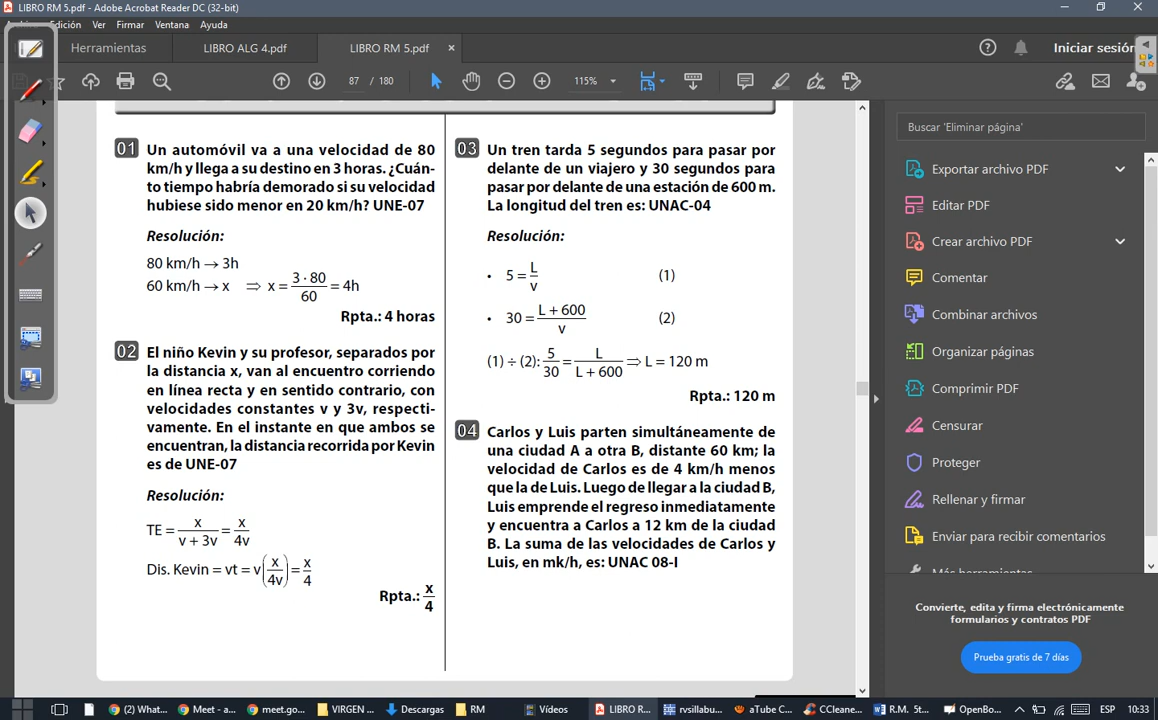 LIBRO RM 5.pdf - Adobe Acrobat Reader DC (32-bit)
Edición Ver Firmar Ventana Ayuda
Herramientas LIBRO ALG 4.pdf LIBRO RM 5.pdf × Iniciar sesión
87 / 180 115%
01 Un automóvil va a una velocidad de 80
km/h y llega a su destino en 3 horas. ¿Cuán-
to tiempo habría demorado si su velocidad
hubiese sido menor en 20 km/h? UNE-07
Resolución:
80 km/h → 3h
60 km/h → x ⇒ x = 3 · 80 / 60 = 4h
Rpta.: 4 horas
02 El niño Kevin y su profesor, separados por
la distancia x, van al encuentro corriendo
en línea recta y en sentido contrario, con
velocidades constantes v y 3v, respecti-
vamente. En el instante en que ambos se
encuentran, la distancia recorrida por Kevin
es de UNE-07
Resolución:
TE = x / v + 3v = x / 4v
Dis. Kevin = vt = v(x / 4v) = x / 4
Rpta.: x / 4
03 Un tren tarda 5 segundos para pasar por
delante de un viajero y 30 segundos para
pasar por delante de una estación de 600 m.
La longitud del tren es: UNAC-04
Resolución:
• 5 = L / v (1)
• 30 = L + 600 / v (2)
(1) ÷ (2): 5 / 30 = L / L + 600 ⇒ L = 120 m
Rpta.: 120 m
04 Carlos y Luis parten simultáneamente de
una ciudad A a otra B, distante 60 km; la
velocidad de Carlos es de 4 km/h menos
que la de Luis. Luego de llegar a la ciudad B,
Luis emprende el regreso inmediatamente
y encuentra a Carlos a 12 km de la ciudad
B. La suma de las velocidades de Carlos y
Luis, en mk/h, es: UNAC 08-I
Buscar 'Eliminar página'
Exportar archivo PDF
Editar PDF
Crear archivo PDF
Comentar
Combinar archivos
Organizar páginas
Comprimir PDF
Censurar
Proteger
Rellenar y firmar
Enviar para recibir comentarios
Más herramientas
Convierte, edita y firma electrónicamente
formularios y contratos PDF
Prueba gratis de 7 días
(2) What... Meet - a... meet.go... VIRGEN ... Descargas RM Vídeos LIBRO R... rvsillabu... aTube C... CCleane... R.M. 5t... OpenBo... ESP 10:33